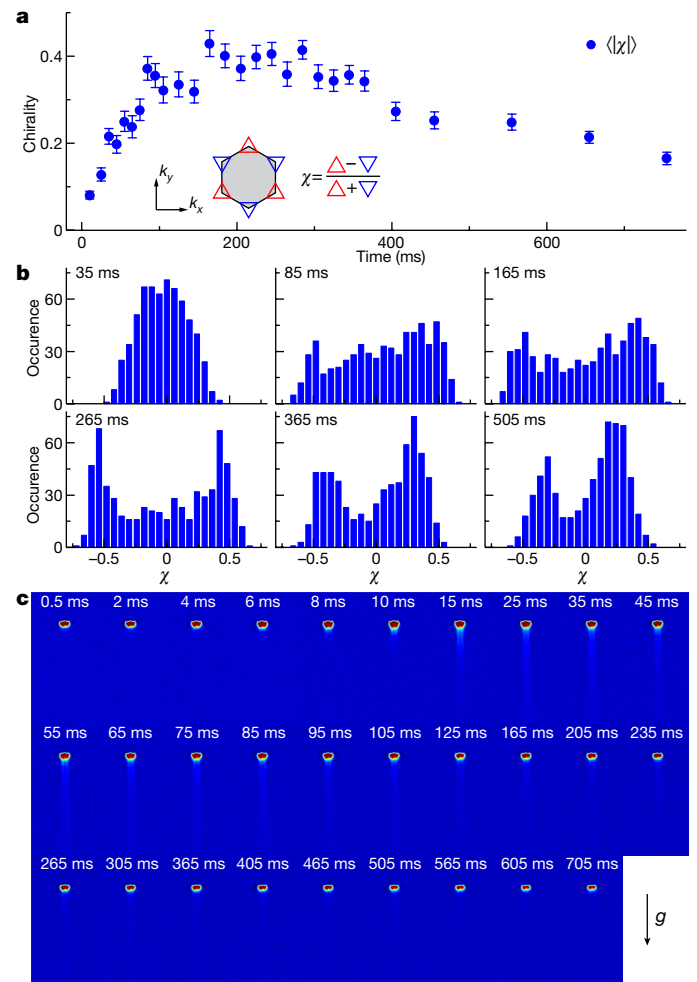 a
Chirality
0.4
0.2
0
⟨|χ|⟩
k_y
k_x
χ = △−▽ / △+▽
0 200 400 600
Time (ms)
b
35 ms 85 ms 165 ms
Occurence
60
30
0
265 ms 365 ms 505 ms
Occurence
60
30
0
−0.5 0 0.5 −0.5 0 0.5 −0.5 0 0.5
χ χ χ
c
0.5 ms 2 ms 4 ms 6 ms 8 ms 10 ms 15 ms 25 ms 35 ms 45 ms
55 ms 65 ms 75 ms 85 ms 95 ms 105 ms 125 ms 165 ms 205 ms 235 ms
265 ms 305 ms 365 ms 405 ms 465 ms 505 ms 565 ms 605 ms 705 ms
g